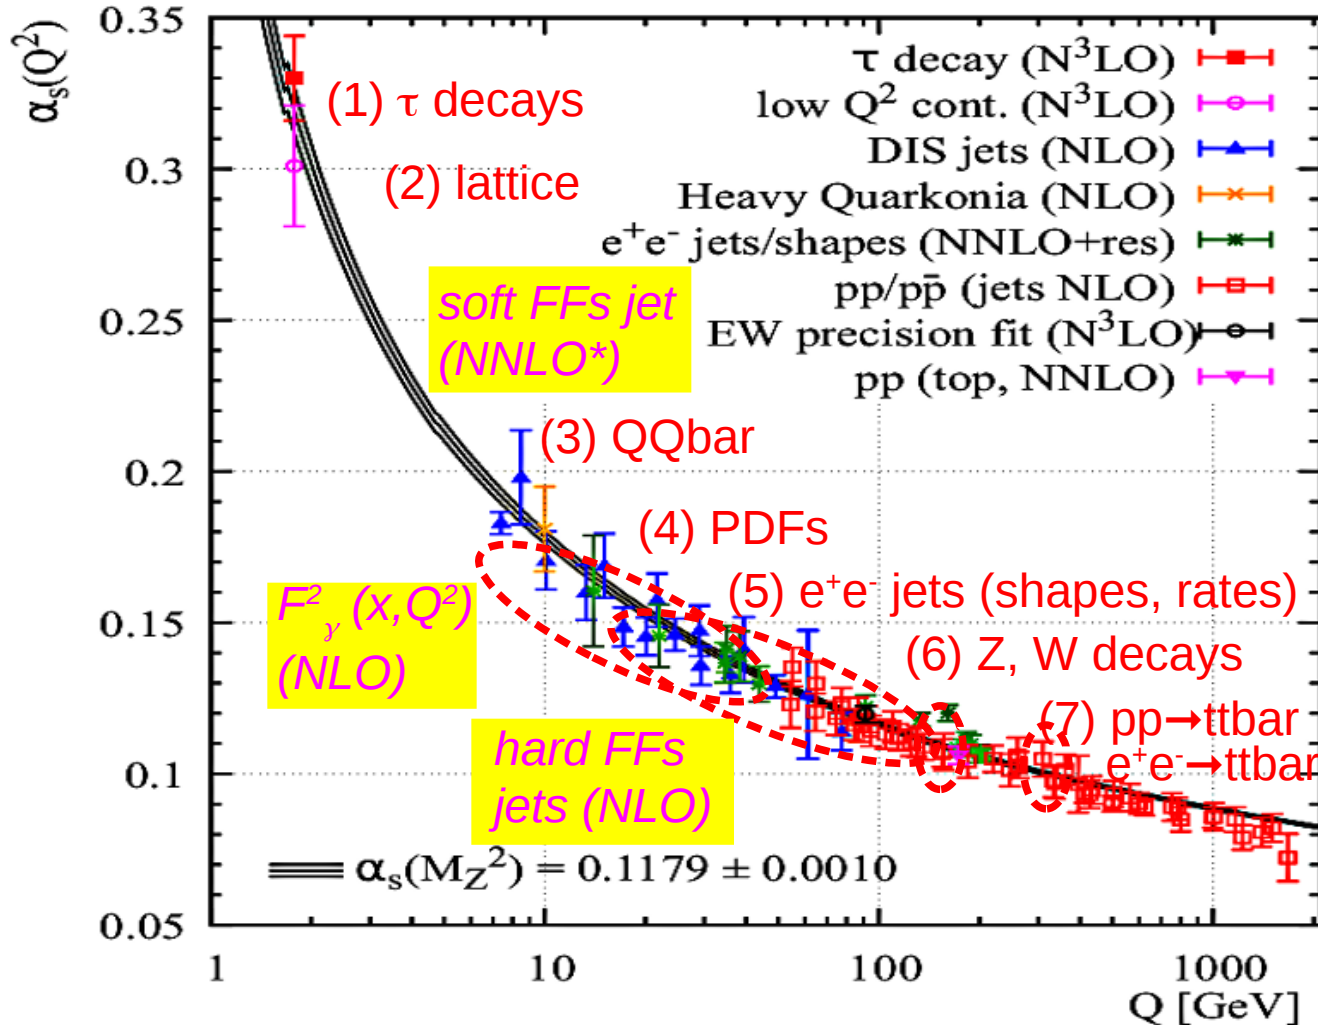 αs(Q²)
0.35
0.3
0.25
0.2
0.15
0.1
0.05
τ decay (N³LO)
low Q² cont. (N³LO)
DIS jets (NLO)
Heavy Quarkonia (NLO)
e⁺e⁻ jets/shapes (NNLO+res)
pp/pp̄ (jets NLO)
EW precision fit (N³LO)
pp (top, NNLO)
(1) τ decays
(2) lattice
soft FFs jet
(NNLO*)
(3) QQbar
(4) PDFs
(5) e⁺e⁻ jets (shapes, rates)
(6) Z, W decays
(7) pp→ttbar
e⁺e⁻→ttbar
F²γ (x,Q²)
(NLO)
hard FFs
jets (NLO)
αs(MZ²) = 0.1179 ± 0.0010
1
10
100
1000
Q [GeV]